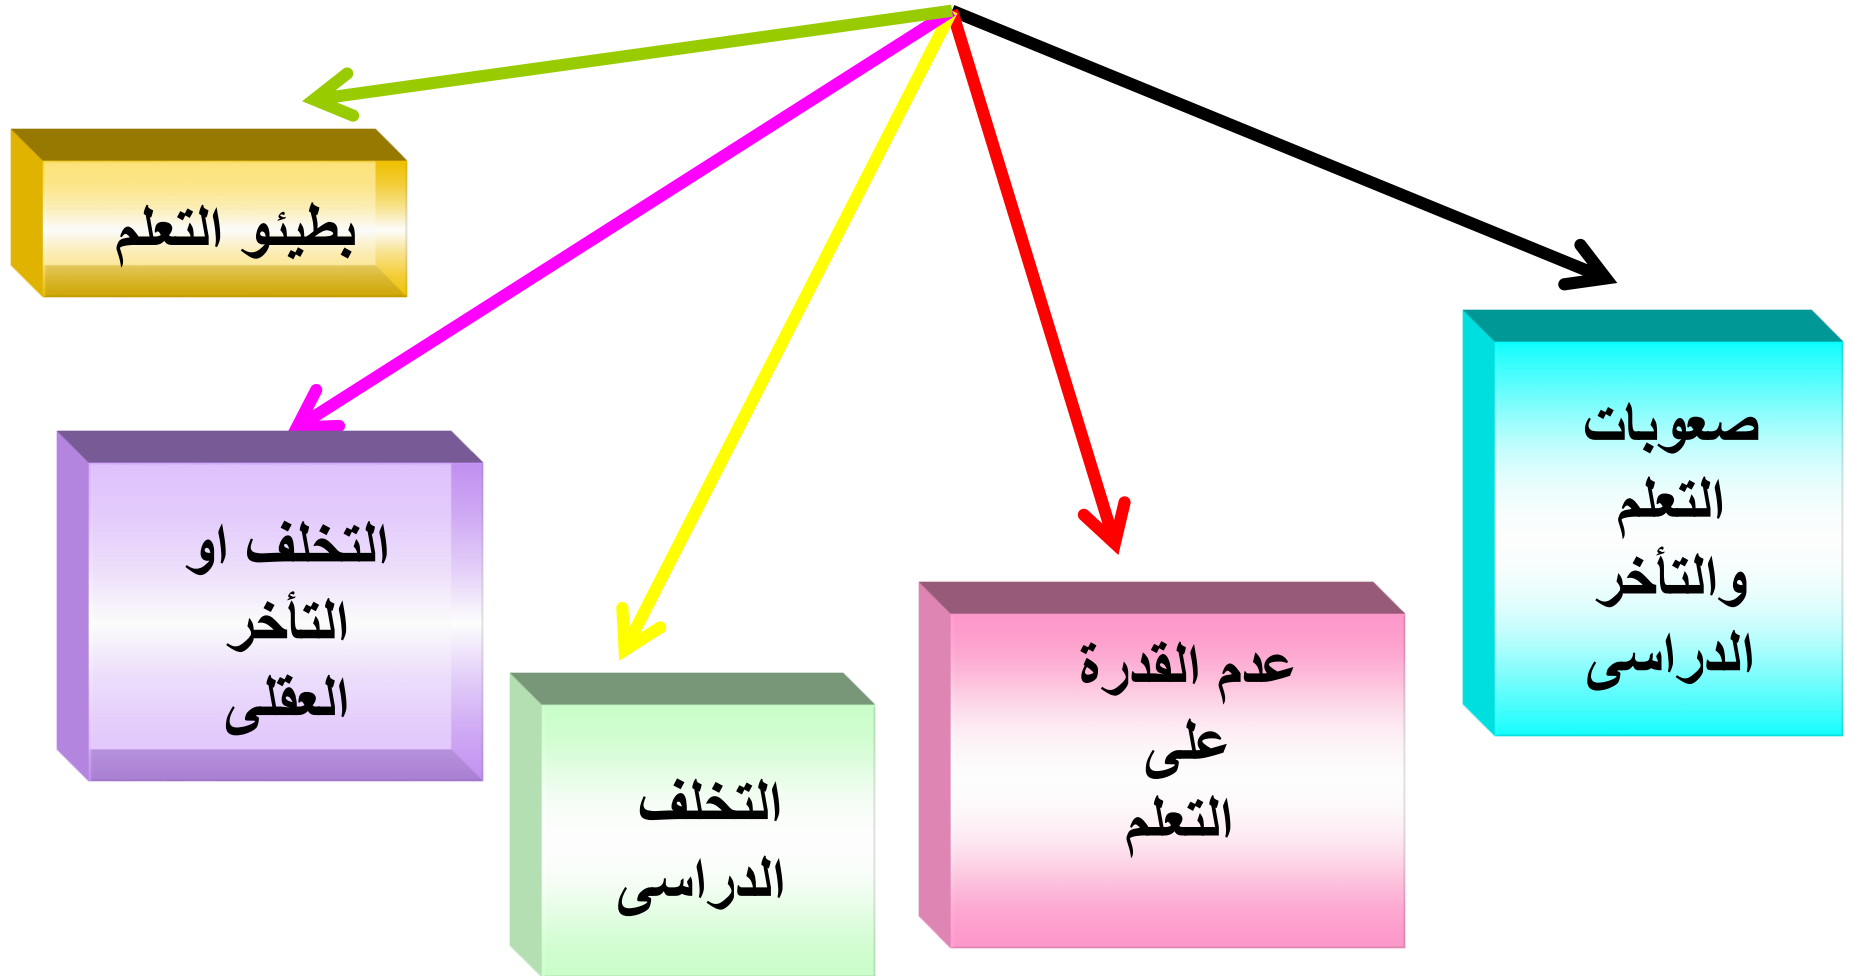 صعوبات
التعلم
والتأخر
الدراسى
عدم القدرة
على
التعلم
التخلف
الدراسى
التخلف او
التأخر
العقلى
بطيئو التعلم